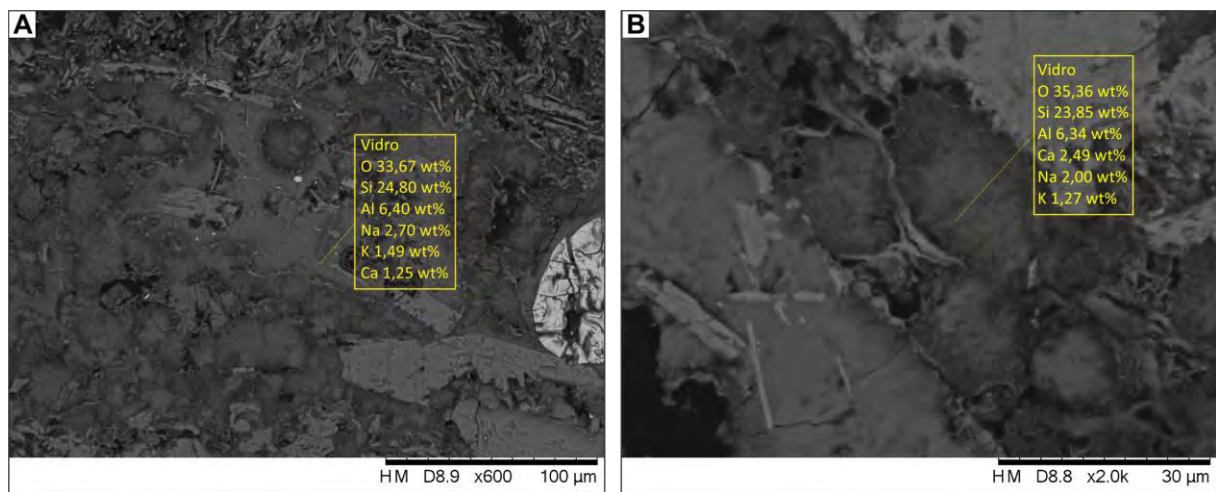 A
Vidro
O 33,67 wt%
Si 24,80 wt%
Al 6,40 wt%
Na 2,70 wt%
K 1,49 wt%
Ca 1,25 wt%
HM D8.9 x600 100 µm
B
Vidro
O 35,36 wt%
Si 23,85 wt%
Al 6,34 wt%
Ca 2,49 wt%
Na 2,00 wt%
K 1,27 wt%
HM D8.8 x2.0k 30 µm